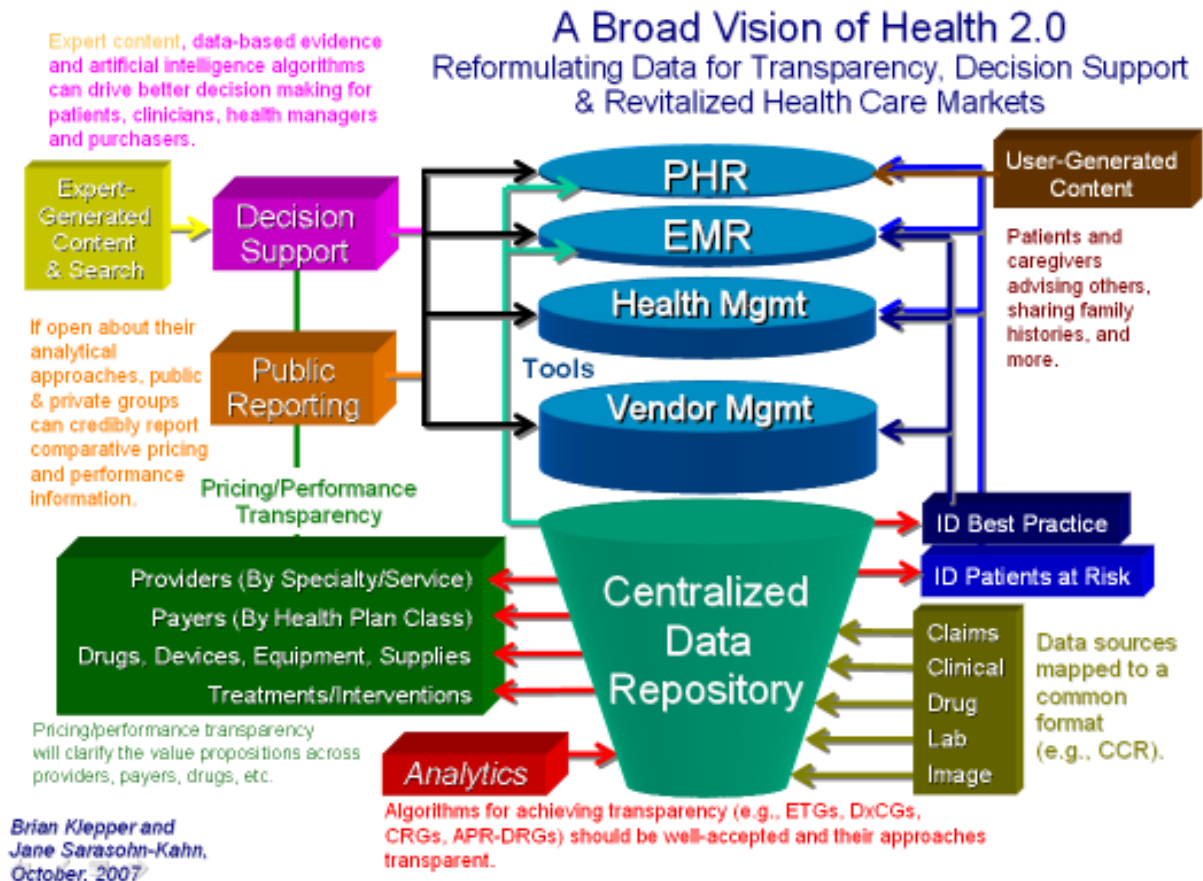 A Broad Vision of Health 2.0
Reformulating Data for Transparency, Decision Support
& Revitalized Health Care Markets
Expert content, data-based evidence
and artificial intelligence algorithms
can drive better decision making for
patients, clinicians, health managers
and purchasers.
Expert-
Generated
Content
& Search
Decision
Support
PHR
EMR
Health Mgmt
Tools
Vendor Mgmt
User-Generated
Content
Patients and
caregivers
advising others,
sharing family
histories, and
more.
If open about their
analytical
approaches, public
& private groups
can credibly report
comparative pricing
and performance
information.
Public
Reporting
Pricing/Performance
Transparency
Providers (By Specialty/Service)
Payers (By Health Plan Class)
Drugs, Devices, Equipment, Supplies
Treatments/Interventions
Pricing/performance transparency
will clarify the value propositions across
providers, payers, drugs, etc.
Centralized
Data
Repository
ID Best Practice
ID Patients at Risk
Claims
Clinical
Drug
Lab
Image
Data sources
mapped to a
common
format
(e.g., CCR).
Analytics
Algorithms for achieving transparency (e.g., ETGs, DxCGs,
CRGs, APR-DRGs) should be well-accepted and their approaches
transparent.
Brian Klepper and
Jane Sarasohn-Kahn,
October, 2007